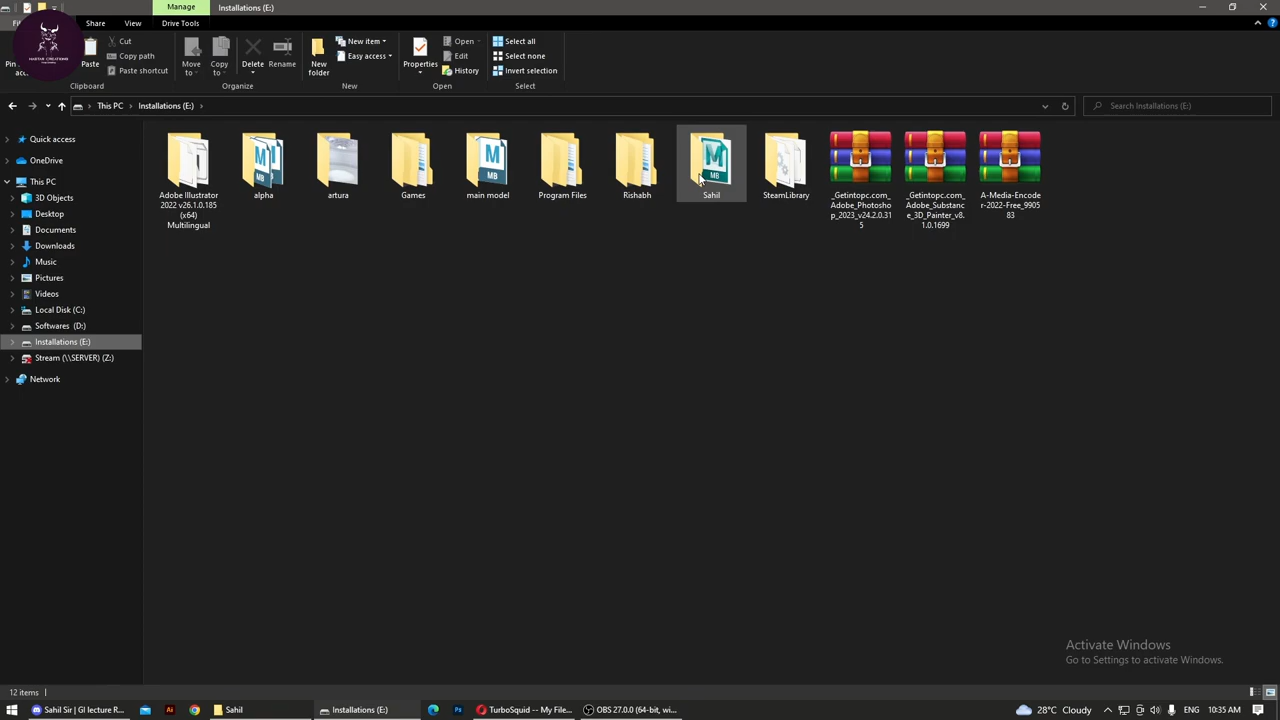 Manage
Installations (E:)
Share
View
Drive Tools
Cut
Copy path
Paste shortcut
Paste
Move to
Copy to
Delete
Rename
New folder
New item
Easy access
Properties
Open
Edit
History
Select all
Select none
Invert selection
Clipboard
Organize
New
Open
Select
MAHTAK CREATIONS
This PC
Installations (E:)
Search Installations (E:)
Quick access
OneDrive
This PC
3D Objects
Desktop
Documents
Downloads
Music
Pictures
Videos
Local Disk (C:)
Softwares (D:)
Installations (E:)
Stream (\\SERVER) (Z:)
Network
Adobe Illustrator
2022 v26.1.0.185
(x64)
Multilingual
M
alpha
artura
Games
M
MB
main model
Program Files
Rishabh
M
MB
Sahil
SteamLibrary
_Getintopc.com_
Adobe_Photosho
p_2023_v24.2.0.31
5
_Getintopc.com_
Adobe_Substanc
e_3D_Painter_v8.
1.0.1699
A-Media-Encode
r-2022-Free_9905
83
Activate Windows
Go to Settings to activate Windows.
12 items
Sahil Sir | GI lecture R...
Ai
Sahil
Installations (E:)
Ps
TurboSquid -- My File...
OBS 27.0.0 (64-bit, wi...
28°C Cloudy
ENG
10:35 AM